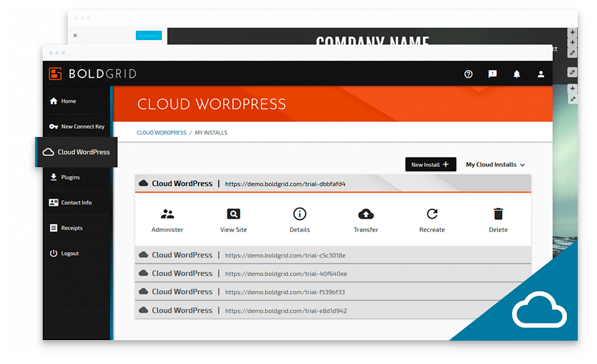 COMPANY NAME
BOLDGRID
Home
New Connect Key
Cloud WordPress
Plugins
Contact Info
Receipts
Logout
CLOUD WORDPRESS
CLOUD WORDPRESS / MY INSTALLS
New Install +
My Cloud Installs
Cloud WordPress | https://demo.boldgrid.com/trial-dbbfafd4
Administer
View Site
Details
Transfer
Recreate
Delete
Cloud WordPress | https://demo.boldgrid.com/trial-c5c3018e
Cloud WordPress | https://demo.boldgrid.com/trial-40f640ee
Cloud WordPress | https://demo.boldgrid.com/trial-f539bf33
Cloud WordPress | https://demo.boldgrid.com/trial-e8d1d942